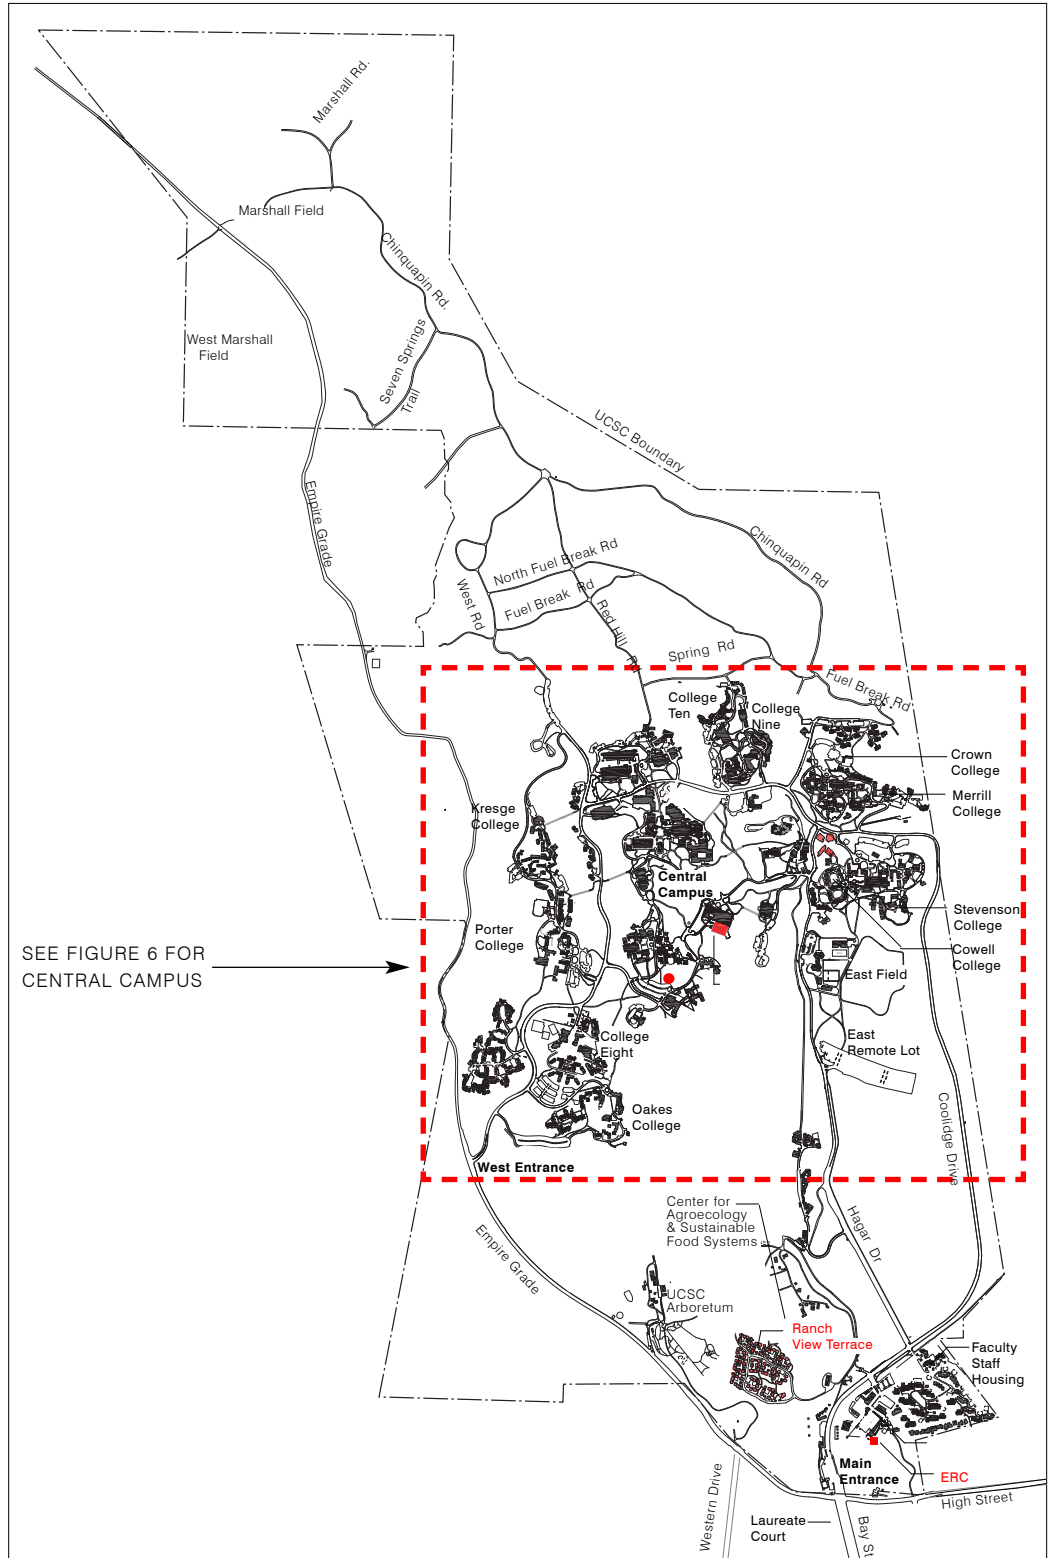 Marshall Rd.
Marshall Field
Chinquapin Rd.
West Marshall
Field
Seven Springs
Trail
UCSC Boundary
Empire Grade
Chinquapin Rd
North Fuel Break Rd
West Rd
Fuel Break Rd
Red Hill Rd
Spring Rd
Fuel Break Rd
College
Ten
College
Nine
Crown
College
Merrill
College
Kresge
College
Central
Campus
Stevenson
College
Porter
College
Cowell
College
SEE FIGURE 6 FOR
CENTRAL CAMPUS
East Field
College
Eight
East
Remote Lot
Oakes
College
Coolidge Drive
West Entrance
Center for
Agroecology
& Sustainable
Food Systems
Hagar Dr
Empire Grade
UCSC
Arboretum
Ranch
View Terrace
Faculty
Staff
Housing
Main
Entrance
ERC
High Street
Western Drive
Laureate
Court
Bay St